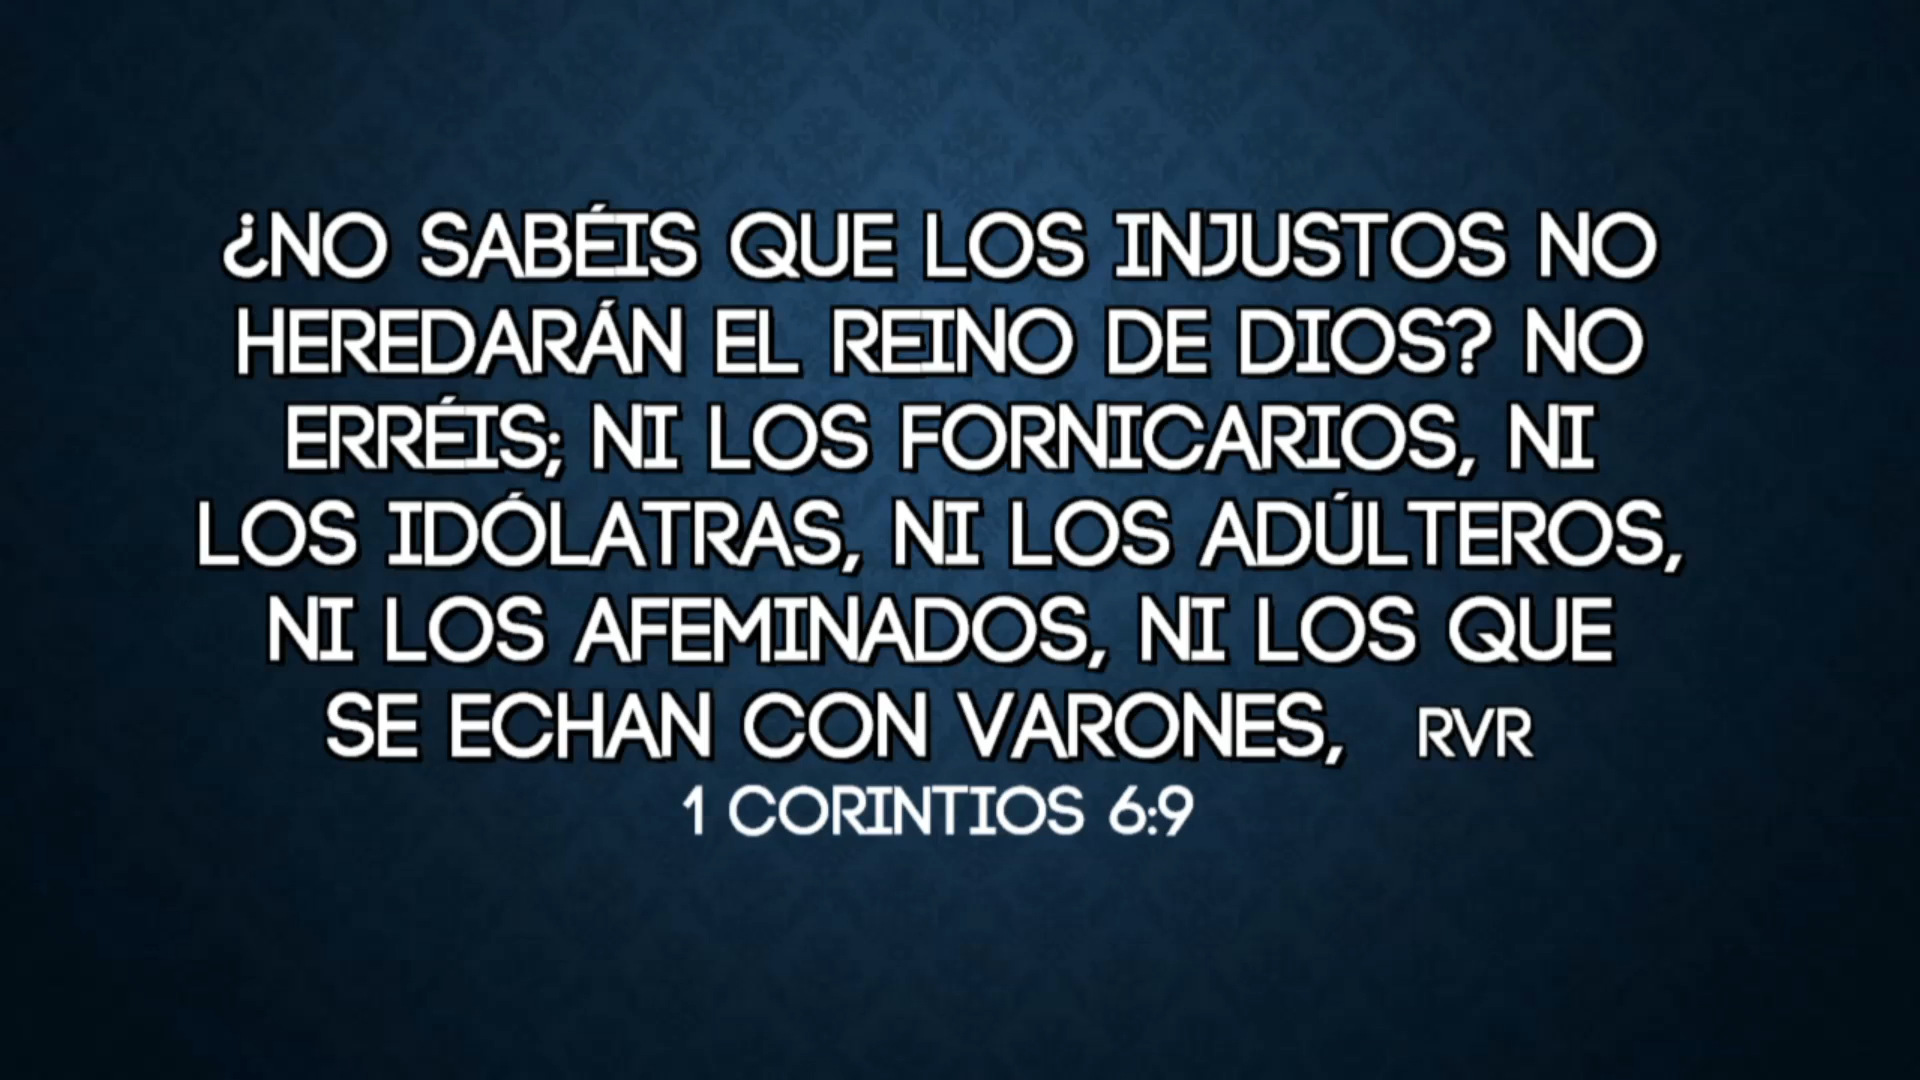 ¿NO SABÉIS QUE LOS INJUSTOS NO
HEREDARÁN EL REINO DE DIOS? NO
ERRÉIS; NI LOS FORNICARIOS, NI
LOS IDÓLATRAS, NI LOS ADÚLTEROS,
NI LOS AFEMINADOS, NI LOS QUE
SE ECHAN CON VARONES, RVR
1 CORINTIOS 6:9